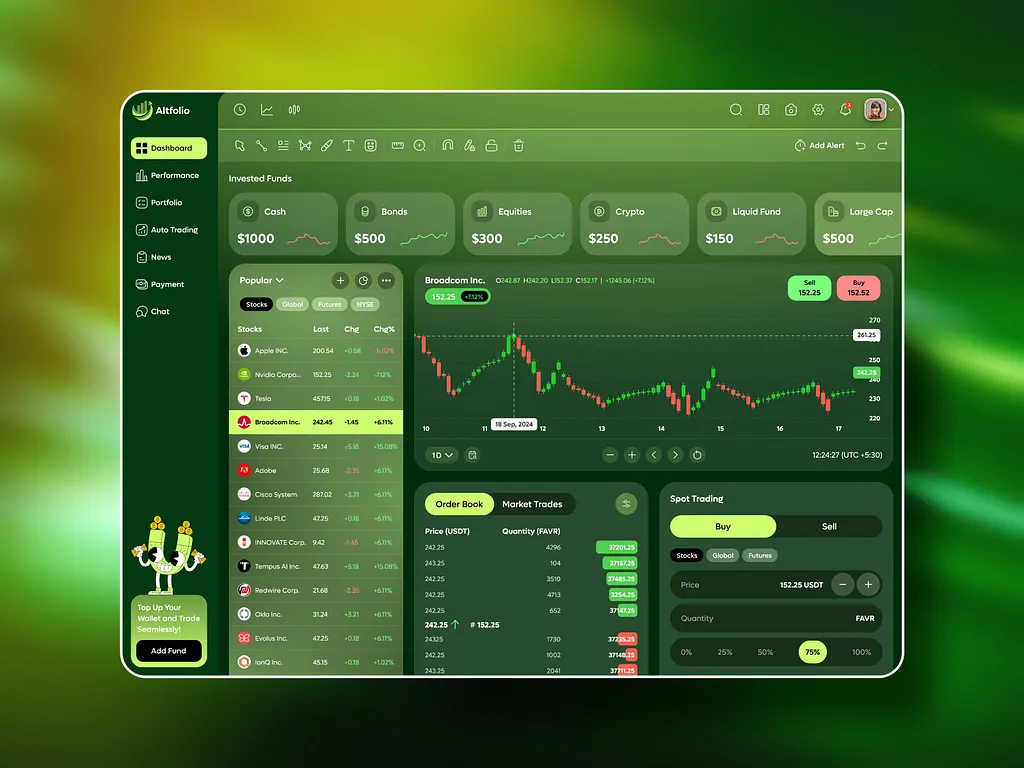 Altfolio
Dashboard
Performance
Portfolio
Auto Trading
News
Payment
Chat
Top Up Your
Wallet and Trade
Seamlessly!
Add Fund
Add Alert
Invested Funds
Cash
$1000
Bonds
$500
Equities
$300
Crypto
$250
Liquid Fund
$150
Large Cap
$500
Popular
Stocks Global Futures NYSE
Stocks Last Chg Chg%
Apple INC. 200.54 +0.58 -5.02%
Nvidia Corpo... 152.25 -2.24 -7.12%
Tesla 457.15 +0.18 +1.02%
Broadcom Inc. 242.45 -1.45 +6.11%
VISA Visa INC. 25.14 +5.18 +15.08%
Adobe 25.68 -2.35 +6.11%
Cisco System 287.02 +3.21 +6.11%
Linde PLC 47.25 +0.18 +6.11%
INNOVATE Corp. 9.42 -1.46 +6.11%
Tempus AI Inc. 47.63 +5.18 +15.08%
Redwire Corp. 21.68 -2.35 +6.11%
Oklo Inc. 31.24 +3.21 +6.11%
Evolus Inc. 47.25 +0.18 +6.11%
IonQ Inc. 45.15 +0.18 +1.02%
Broadcom Inc. O242.87 H242.20 L152.37 C152.17 | +1245.06 (+7.12%)
152.25 +7.12%
Sell
152.25
Buy
152.52
270
261.25
250
242.25
240
230
220
10 11 12 13 14 15 16 17
18 Sep, 2024
1D
12:24:27 (UTC +5:30)
Order Book Market Trades
Price (USDT) Quantity (FAVR)
242.25 4296 37201.25
243.25 104 37157.25
242.25 3510 37485.25
242.25 4713 3254.25
242.25 652 37147.25
242.25 # 152.25
24325 1730 37235.25
242.25 1002 37148.25
243.25 2041 37711.25
Spot Trading
Buy Sell
Stocks Global Futures
Price 152.25 USDT
Quantity FAVR
0% 25% 50% 75% 100%